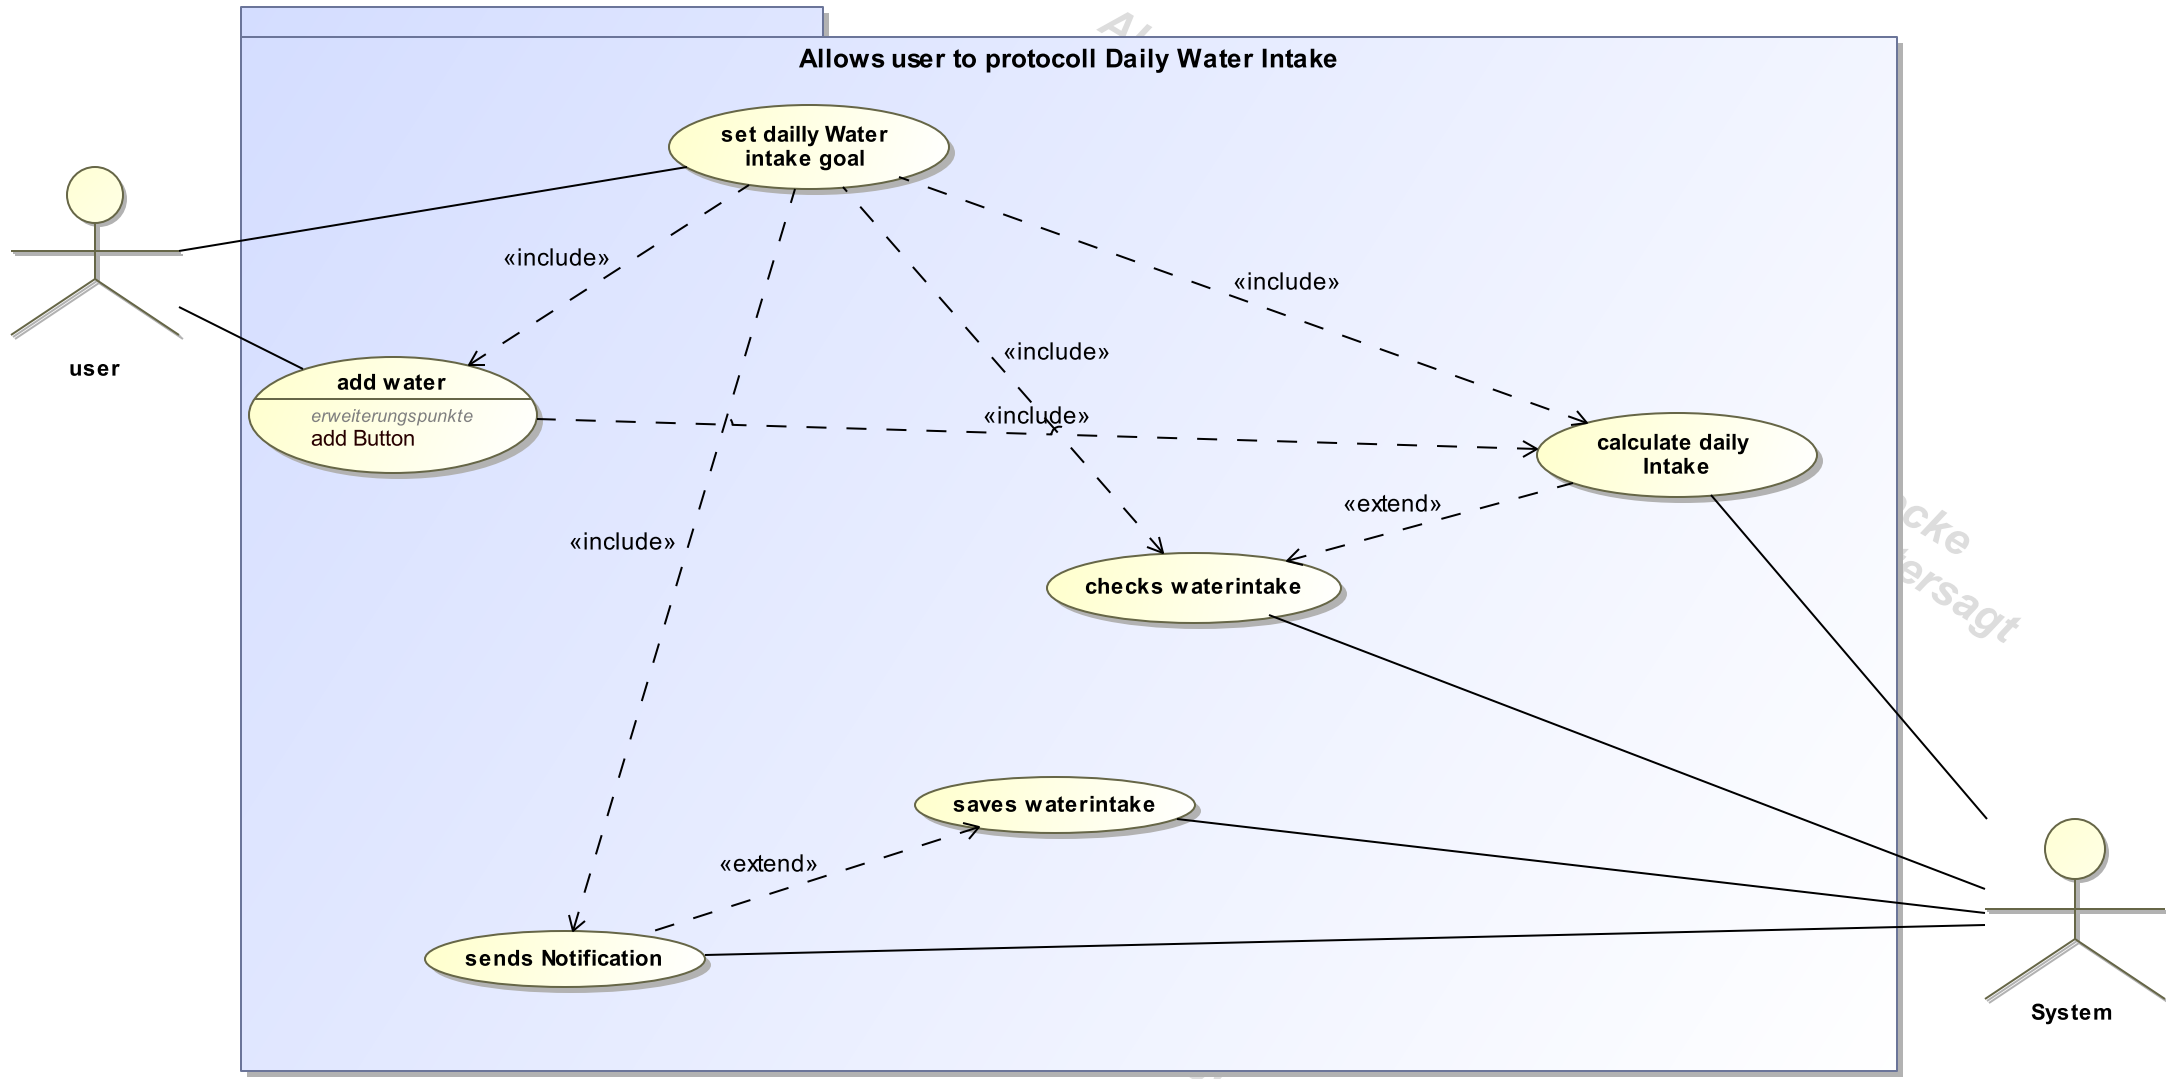 Allows user to protocoll Daily Water Intake
set dailly Water
intake goal
«include»
«include»
«include»
user
add water
erweiterungspunkte
add Button
«include»
calculate daily
Intake
«extend»
«include»
checks waterintake
saves waterintake
«extend»
sends Notification
System